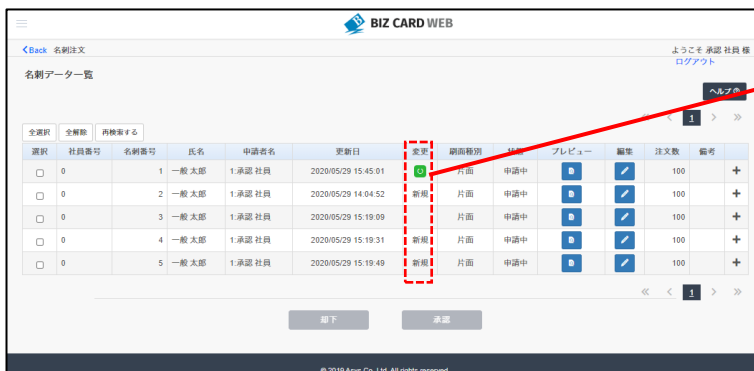 BIZ CARD WEB
Back 名刺注文
ようこそ 承認 社員 様
ログアウト
名刺データ一覧
ヘルプ
« < 1 > »
全選択 全解除 再検索する
選択 社員番号 名刺番号 氏名 申請者名 更新日 変更 刷面種別 プレビュー 編集 注文数 備考
0 1 一般 太郎 1:承認 社員 2020/05/29 15:45:01 片面 申請中 100 +
0 2 一般 太郎 1:承認 社員 2020/05/29 14:04:52 新規 片面 申請中 100 +
0 3 一般 太郎 1:承認 社員 2020/05/29 15:19:09 片面 申請中 100 +
0 4 一般 太郎 1:承認 社員 2020/05/29 15:19:31 新規 片面 申請中 100 +
0 5 一般 太郎 1:承認 社員 2020/05/29 15:19:49 新規 片面 申請中 100 +
« < 1 > »
却下 承認
© 2019 Co., Ltd. All rights reserved.